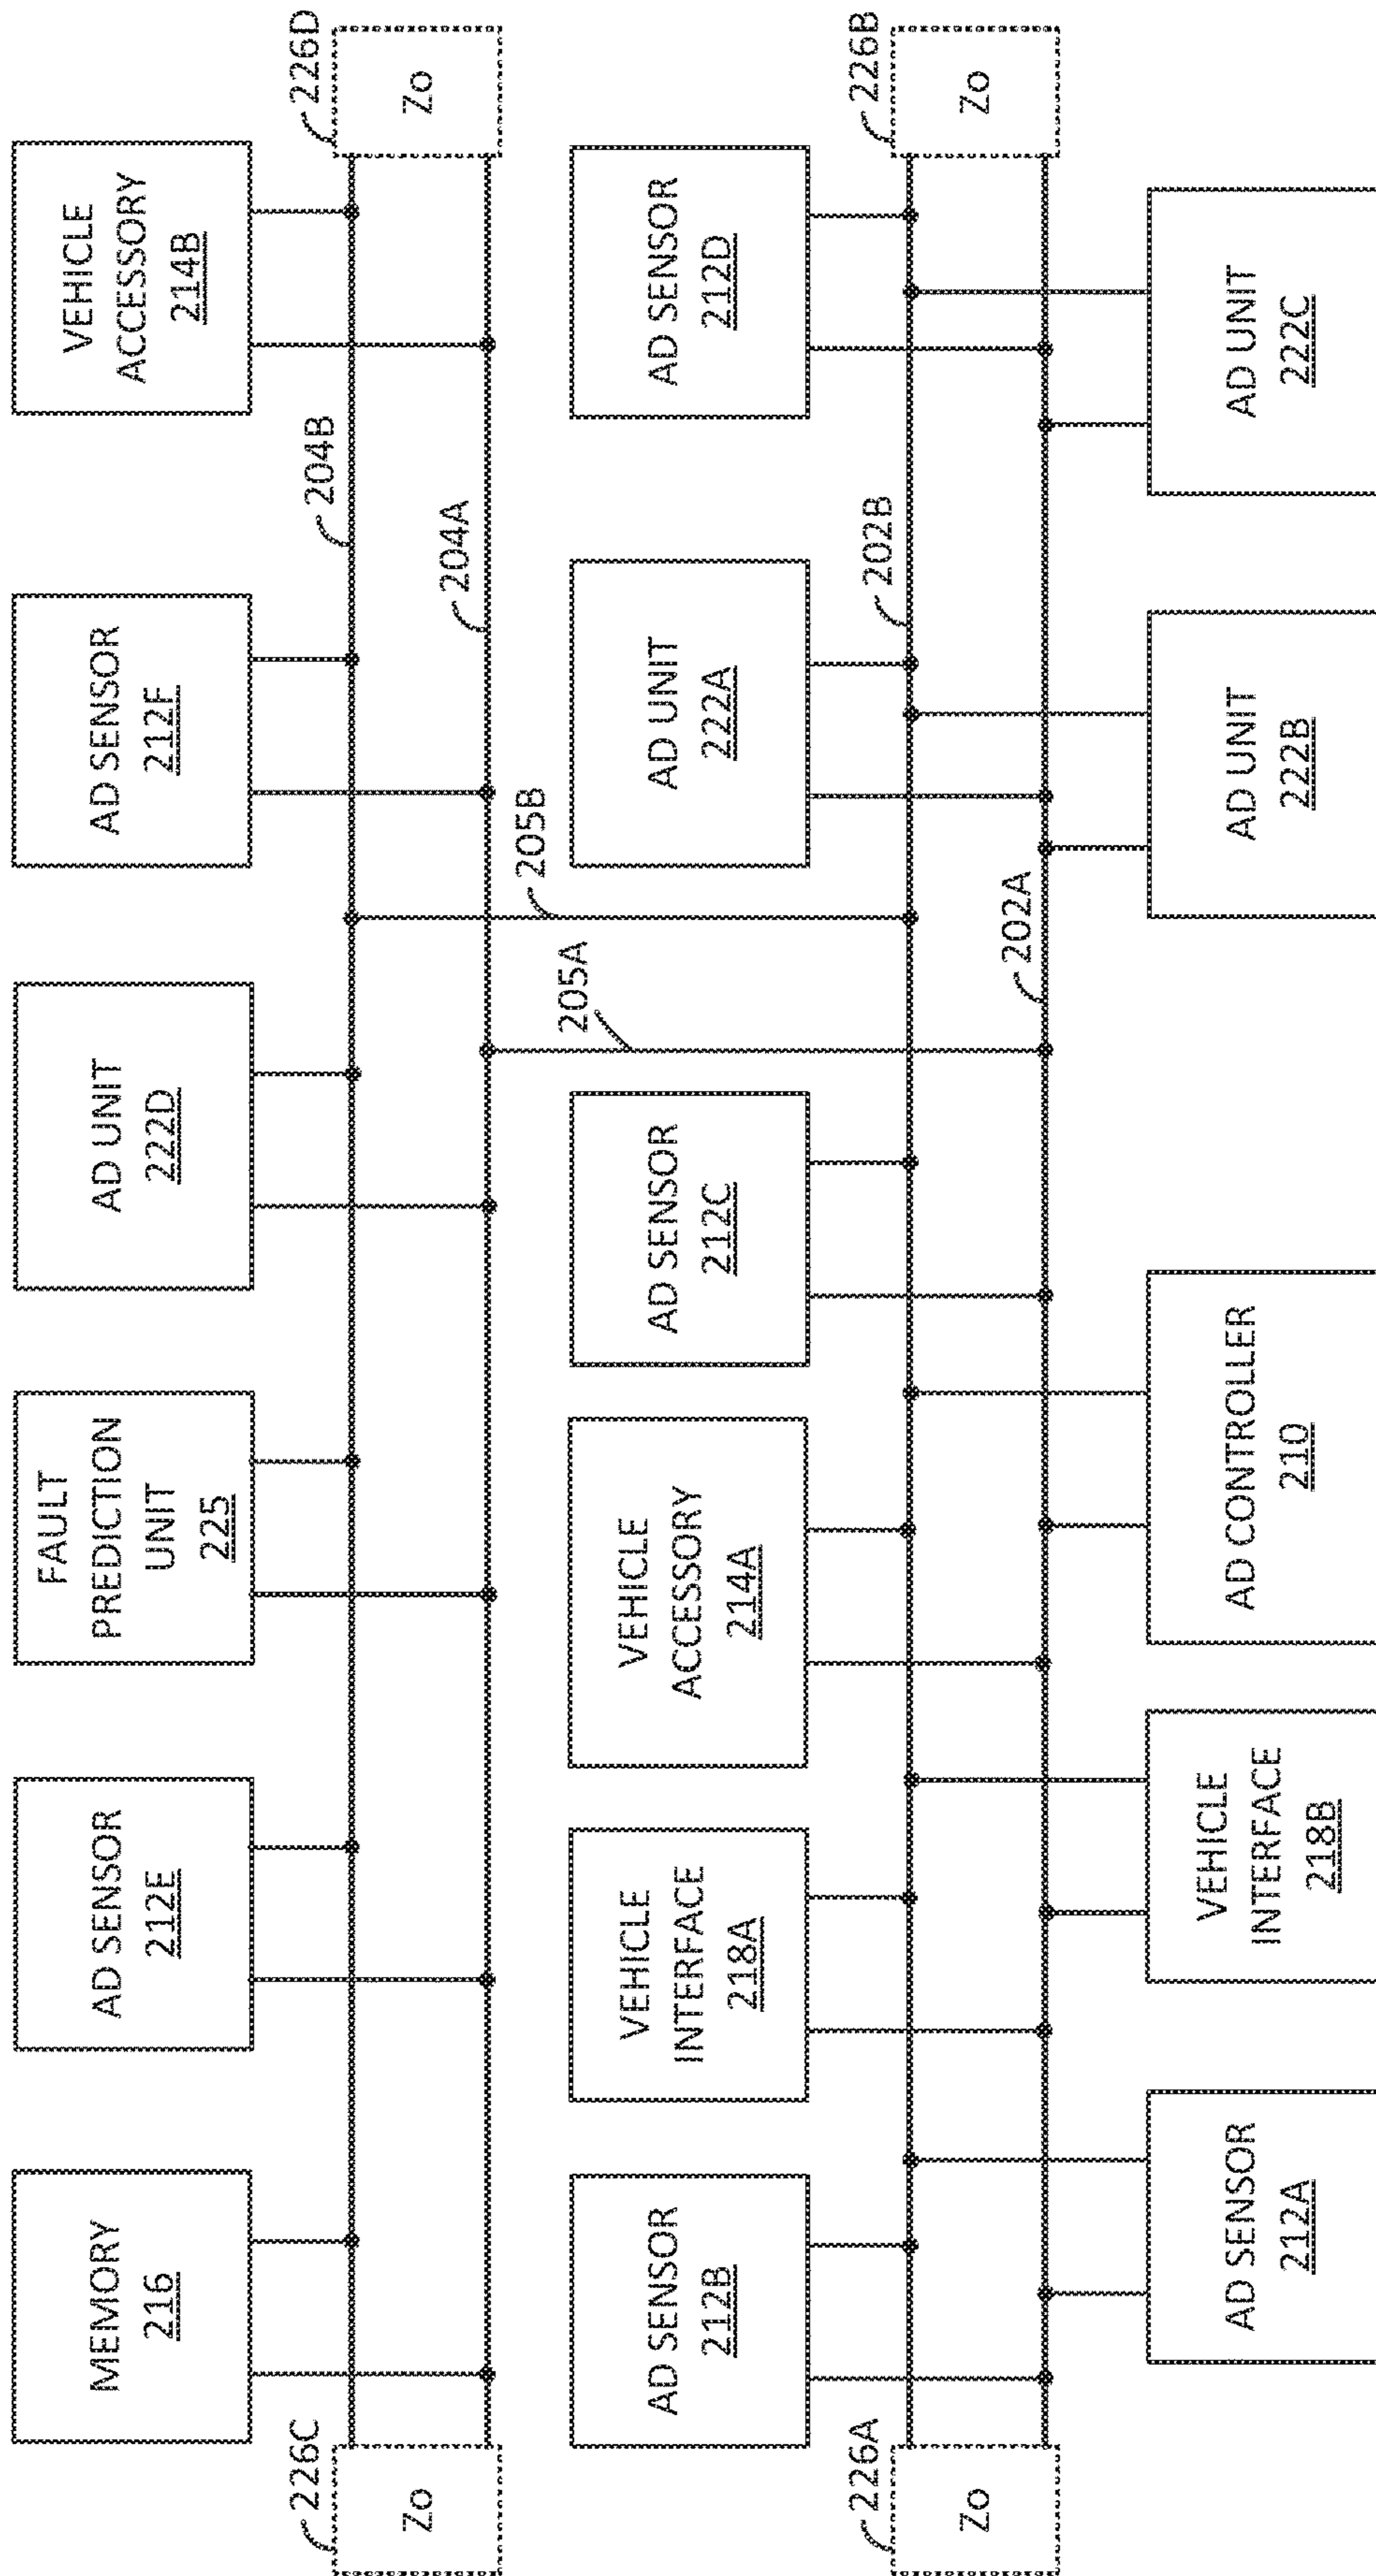 226C
MEMORY
216
AD SENSOR
212E
FAULT
PREDICTION
UNIT
225
AD UNIT
222D
AD SENSOR
212F
VEHICLE
ACCESSORY
214B
226D
Zo
204B
204A
Zo
205A
205B
226A
AD SENSOR
212B
VEHICLE
INTERFACE
218A
VEHICLE
ACCESSORY
214A
AD SENSOR
212C
AD UNIT
222A
AD SENSOR
212D
226B
Zo
202B
202A
Zo
AD SENSOR
212A
VEHICLE
INTERFACE
218B
AD CONTROLLER
210
AD UNIT
222B
AD UNIT
222C